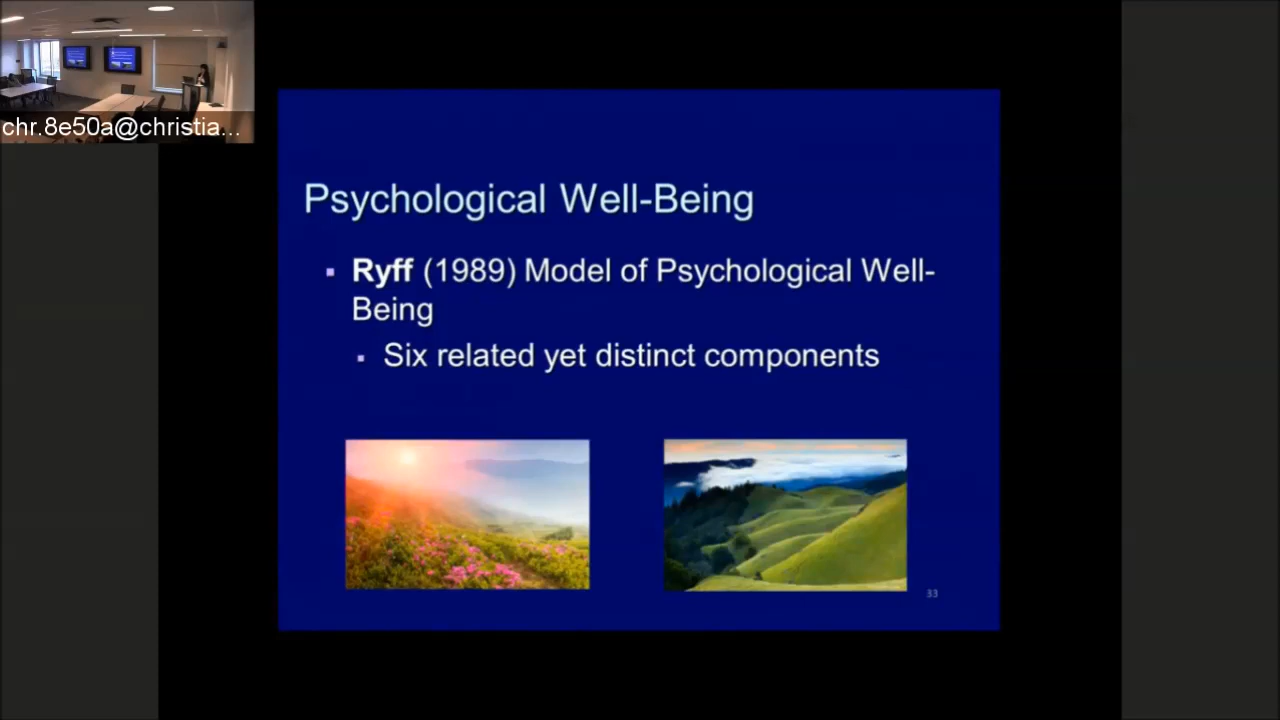 chr.8e50a@christia...
Psychological Well-Being
▪ Ryff (1989) Model of Psychological Well-
Being
▪ Six related yet distinct components
33